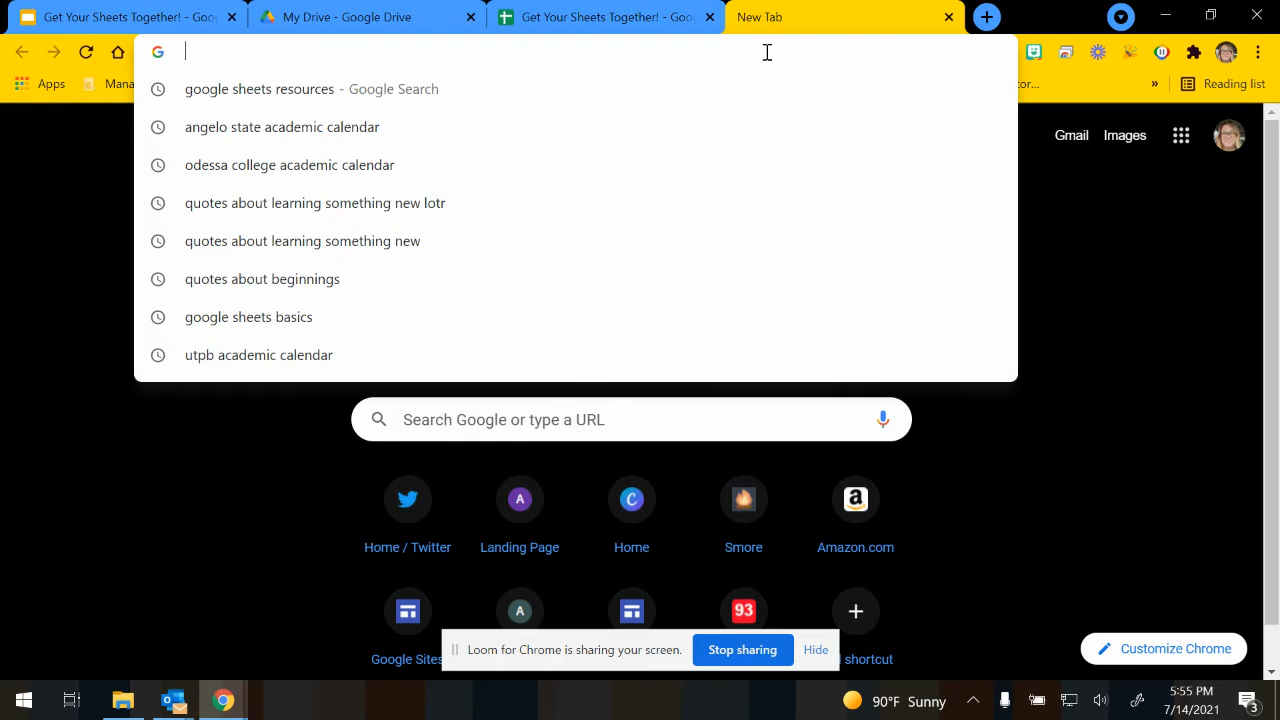 Get Your Sheets Together! - Goog
My Drive - Google Drive
Get Your Sheets Together! - Goo
New Tab
Apps
Mana
tor...
»
Reading list
google sheets resources - Google Search
angelo state academic calendar
odessa college academic calendar
quotes about learning something new lotr
quotes about learning something new
quotes about beginnings
google sheets basics
utpb academic calendar
Gmail
Images
Search Google or type a URL
A
Home / Twitter
Landing Page
Home
Smore
Amazon.com
A
93
Google Sites
shortcut
Loom for Chrome is sharing your screen.
Stop sharing
Hide
Customize Chrome
90°F Sunny
5:55 PM
7/14/2021
3